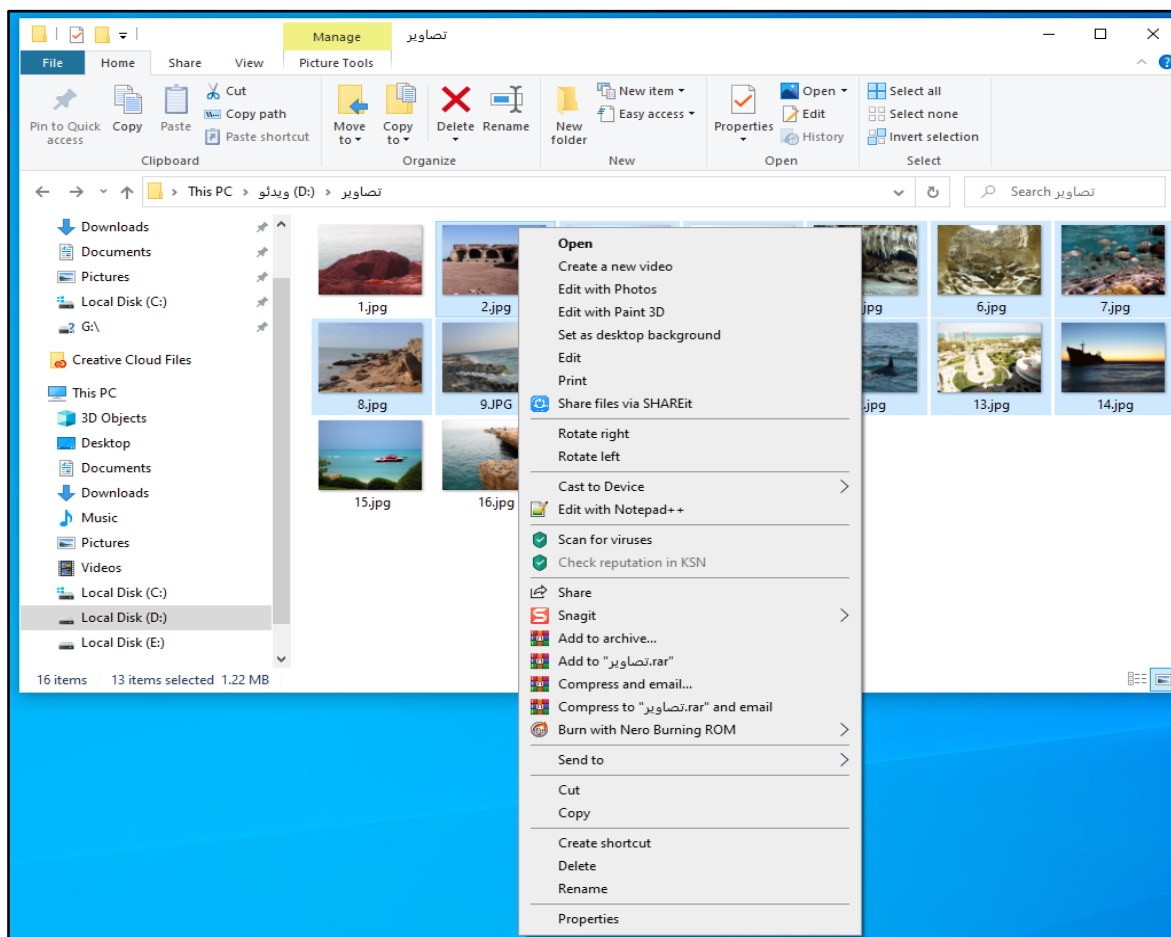 Manage
تصاویر
File
Home
Share
View
Picture Tools
Pin to Quick access
Copy
Paste
Cut
Copy path
Paste shortcut
Clipboard
Move to
Copy to
Delete
Rename
Organize
New folder
New item
Easy access
New
Properties
Open
Edit
History
Open
Select all
Select none
Invert selection
Select
This PC
ویدئو (D:)
تصاویر
Search تصاویر
Downloads
Documents
Pictures
Local Disk (C:)
G:\
Creative Cloud Files
This PC
3D Objects
Desktop
Documents
Downloads
Music
Pictures
Videos
Local Disk (C:)
Local Disk (D:)
Local Disk (E:)
1.jpg
2.jpg
.jpg
6.jpg
7.jpg
8.jpg
9.JPG
.jpg
13.jpg
14.jpg
15.jpg
16.jpg
Open
Create a new video
Edit with Photos
Edit with Paint 3D
Set as desktop background
Edit
Print
Share files via SHAREit
Rotate right
Rotate left
Cast to Device
Edit with Notepad++
Scan for viruses
Check reputation in KSN
Share
Snagit
Add to archive...
Add to "تصاویر.rar"
Compress and email...
Compress to "تصاویر.rar" and email
Burn with Nero Burning ROM
Send to
Cut
Copy
Create shortcut
Delete
Rename
Properties
16 items
13 items selected 1.22 MB